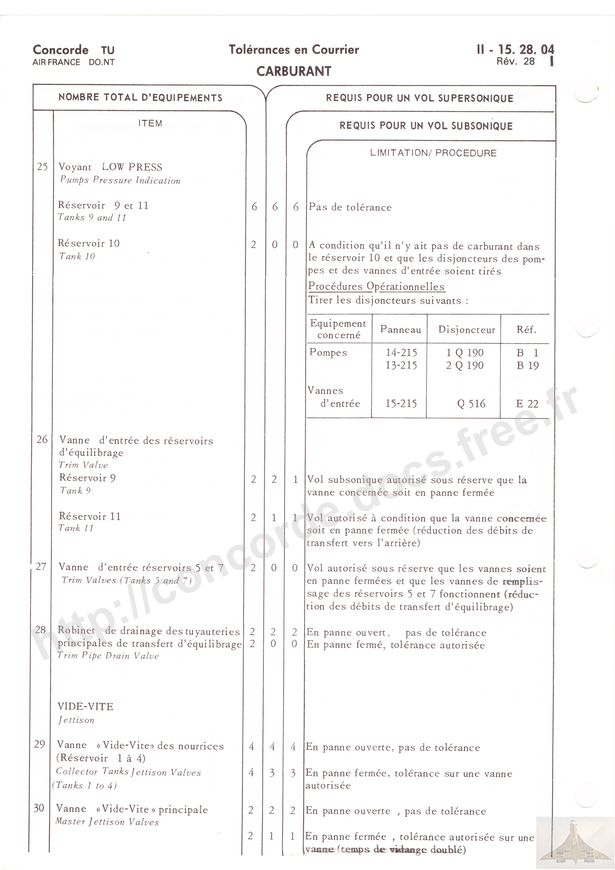 Concorde TU
AIR FRANCE DO.NT
Tolérances en Courrier
CARBURANT
II - 15. 28. 04
Rév. 28 1
NOMBRE TOTAL D'EQUIPEMENTS
REQUIS POUR UN VOL SUPERSONIQUE
ITEM
REQUIS POUR UN VOL SUBSONIQUE
LIMITATION/ PROCEDURE
25 Voyant LOW PRESS
Pumps Pressure Indication
Réservoir 9 et 11 6 6 6 Pas de tolérance
Tanks 9 and 11
Réservoir 10 2 0 0 A condition qu'il n'y ait pas de carburant dans
Tank 10 le réservoir 10 et que les disjoncteurs des pom-
pes et des vannes d'entrée soient tirés
Procédures Opérationnelles
Tirer les disjoncteurs suivants :
Equipement concerné Panneau Disjoncteur Réf.
Pompes 14-215 1 Q 190 B 1
13-215 2 Q 190 B 19
Vannes
d'entrée 15-215 Q 516 E 22
26 Vanne d'entrée des réservoirs
d'équilibrage
Trim Valve
Réservoir 9 2 2 1 Vol subsonique autorisé sous réserve que la
Tank 9 vanne concernée soit en panne fermée
Réservoir 11 2 1 1 Vol autorisé à condition que la vanne concernée
Tank 11 soit en panne fermée (réduction des débits de
transfert vers l'arrière)
27 Vanne d'entrée réservoirs 5 et 7 2 0 0 Vol autorisé sous réserve que les vannes soient
Trim Valves (Tanks 5 and 7) en panne fermées et que les vannes de remplis-
sage des réservoirs 5 et 7 fonctionnent (réduc-
tion des débits de transfert d'équilibrage)
28 Robinet de drainage des tuyauteries 2 2 2 En panne ouvert, pas de tolérance
principales de transfert d'équilibrage 2 0 0 En panne fermé, tolérance autorisée
Trim Pipe Drain Valve
VIDE-VITE
Jettison
29 Vanne «Vide-Vite» des nourrices 4 4 4 En panne ouverte, pas de tolérance
(Réservoir 1 à 4)
Collector Tanks Jettison Valves 4 3 3 En panne fermée, tolérance sur une vanne
(Tanks 1 to 4) autorisée
30 Vanne «Vide-Vite» principale 2 2 2 En panne ouverte , pas de tolérance
Master Jettison Valves
2 1 1 En panne fermée , tolérance autorisée sur une
vanne (temps de vidange doublé)
http://concorde.docs.free.fr